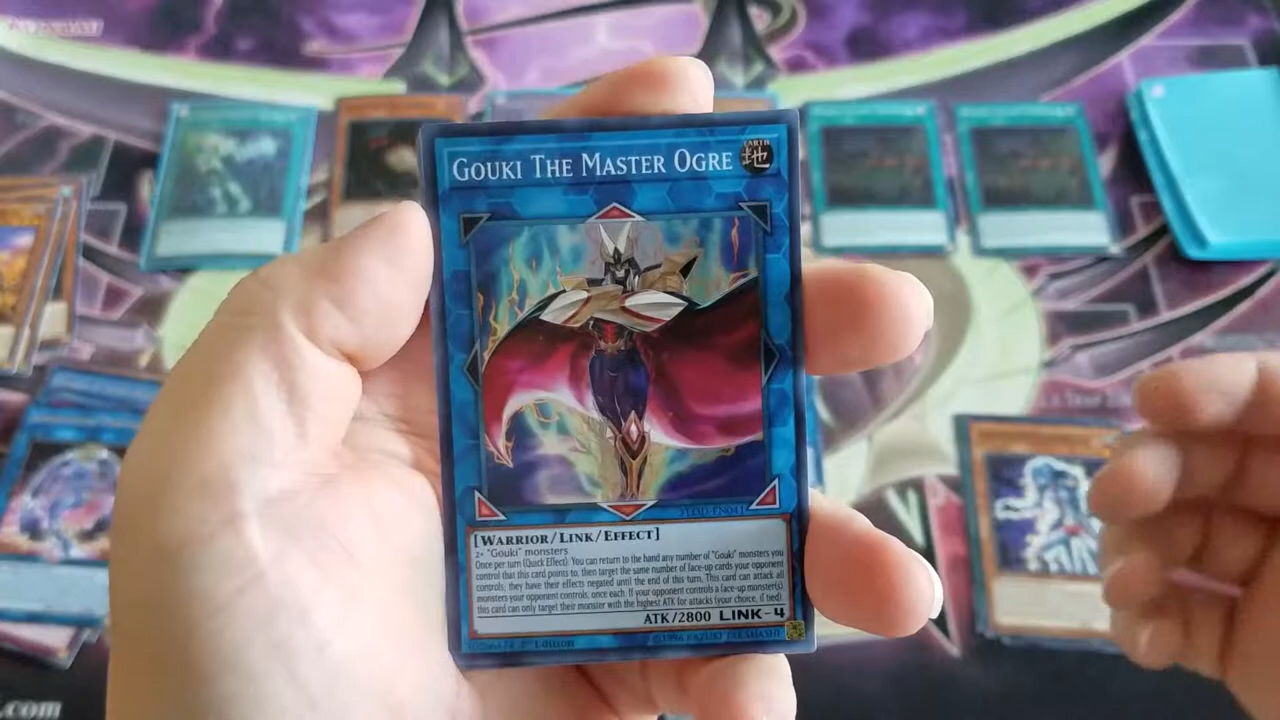 GOUKI THE MASTER OGRE
EARTH
地
[WARRIOR/LINK/EFFECT]
2+ "Gouki" monsters
Once per turn (Quick Effect): You can return to the hand any number of "Gouki" monsters you
control that this card points to, then target the same number of face-up cards your opponent
controls; they have their effects negated until the end of this turn. This card can attack all
monsters your opponent controls, once each. If your opponent controls a face-up monster(s)
this card can only target their monster with the highest ATK for attacks (your choice, if tied).
ATK/2800 LINK-4
1st Edition
©1996 KAZUKI TAKAHASHI
.com